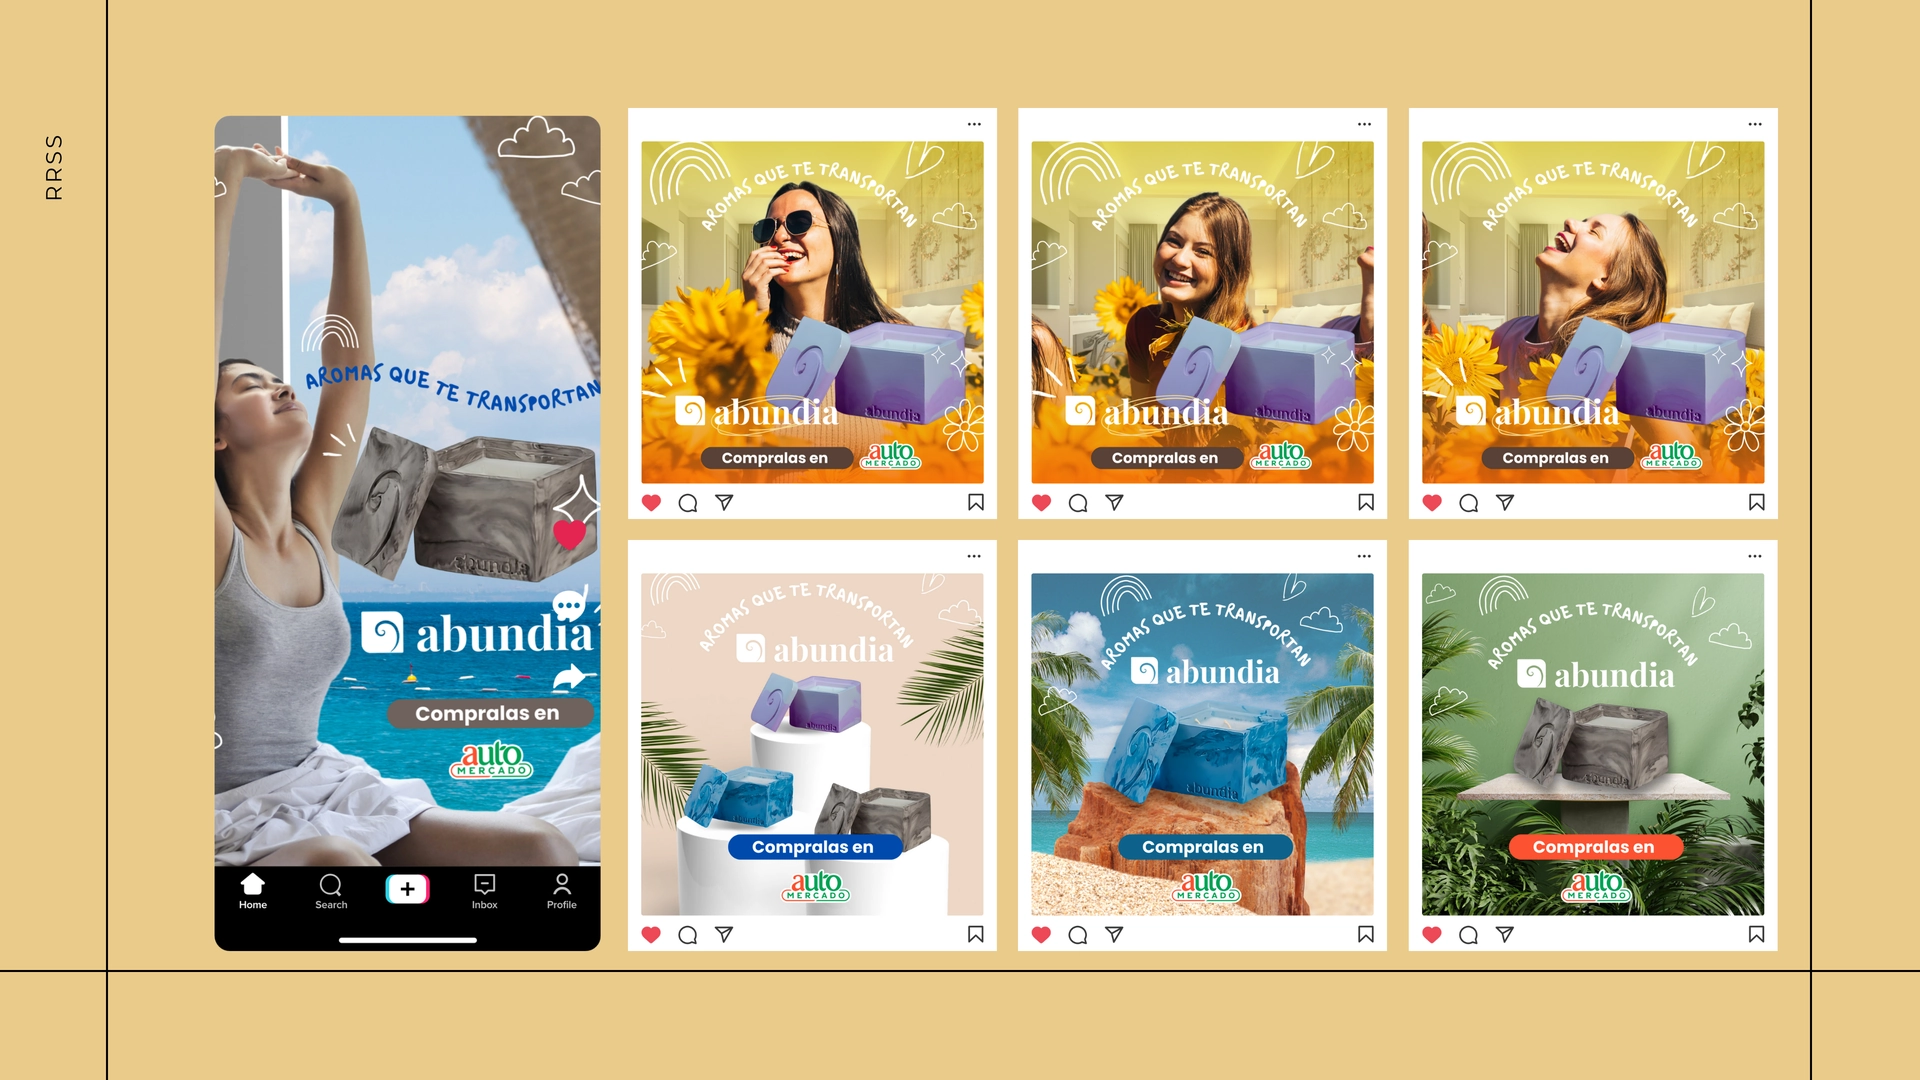 RRSS
AROMAS QUE TE TRANSPORTAN
abundia
abundia
Compralas en
auto
MERCADO
Home
Search
Inbox
Profile
AROMAS QUE TE TRANSPORTAN
abundia
abundia
Compralas en
auto
MERCADO
AROMAS QUE TE TRANSPORTAN
abundia
abundia
Compralas en
auto
MERCADO
AROMAS QUE TE TRANSPORTAN
abundia
abundia
Compralas en
auto
MERCADO
AROMAS QUE TE TRANSPORTAN
abundia
Compralas en
auto
MERCADO
AROMAS QUE TE TRANSPORTAN
abundia
abundia
Compralas en
auto
MERCADO
AROMAS QUE TE TRANSPORTAN
abundia
abundia
Compralas en
auto
MERCADO